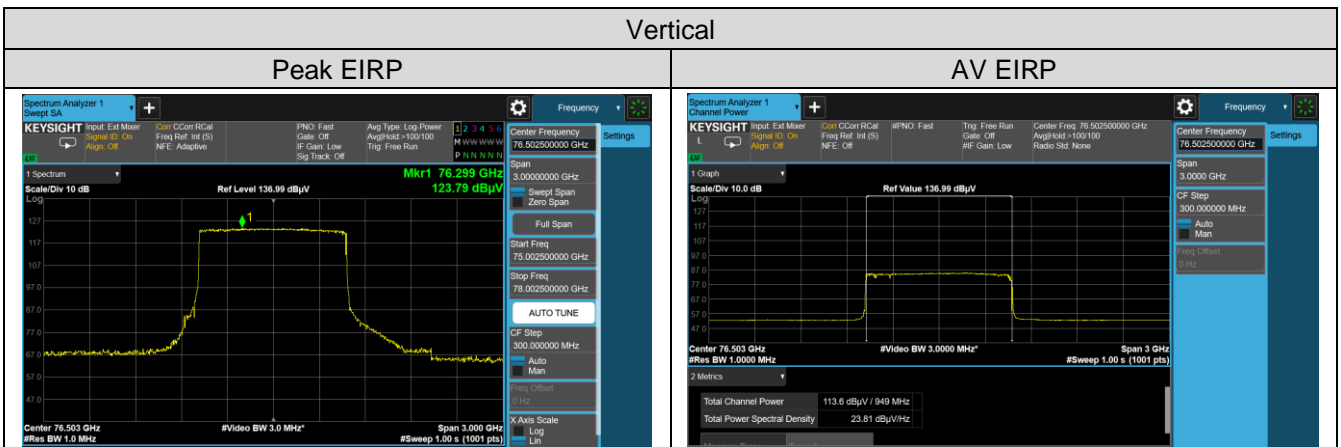 Vertical
Peak EIRP
AV EIRP
Spectrum Analyzer 1
Swept SA
Frequency
KEYSIGHT
Input: Ext Mixer
Signal ID: On
Align: Off
Corr CCorr RCal
Freq Ref: Int (S)
NFE: Adaptive
PNO: Fast
Gate: Off
IF Gain: Low
Sig Track: Off
Avg Type: Log-Power
Avg|Hold >100/100
Trig: Free Run
1 2 3 4 5 6
M W W W W W
P N N N N N
Center Frequency
76.502500000 GHz
Settings
Span
3.00000000 GHz
Swept Span
Zero Span
Full Span
Start Freq
75.002500000 GHz
Stop Freq
78.002500000 GHz
AUTO TUNE
CF Step
300.000000 MHz
Auto
Man
Freq Offset
0 Hz
X Axis Scale
Log
Lin
1 Spectrum
Scale/Div 10 dB
Ref Level 136.99 dBµV
Mkr1 76.299 GHz
123.79 dBµV
Log
1
127
117
107
97.0
87.0
77.0
67.0
57.0
47.0
Center 76.503 GHz
#Video BW 3.0 MHz*
Span 3.000 GHz
#Res BW 1.0 MHz
#Sweep 1.00 s (1001 pts)
Spectrum Analyzer 1
Channel Power
Frequency
KEYSIGHT
L
Input: Ext Mixer
Signal ID: On
Align: Off
Corr CCorr RCal
Freq Ref: Int (S)
NFE: Off
#PNO: Fast
Trig: Free Run
Gate: Off
#IF Gain: Low
Center Freq: 76.502500000 GHz
Avg|Hold >100/100
Radio Std: None
Center Frequency
76.502500000 GHz
Settings
Span
3.0000 GHz
CF Step
300.000000 MHz
Auto
Man
Freq Offset
0 Hz
1 Graph
Scale/Div 10.0 dB
Ref Value 136.99 dBµV
Log
127
117
107
97.0
87.0
77.0
67.0
57.0
47.0
Center 76.503 GHz
#Video BW 3.0000 MHz*
Span 3 GHz
#Res BW 1.0000 MHz
#Sweep 1.00 s (1001 pts)
2 Metrics
Total Channel Power
113.6 dBµV / 949 MHz
Total Power Spectral Density
23.81 dBµV/Hz